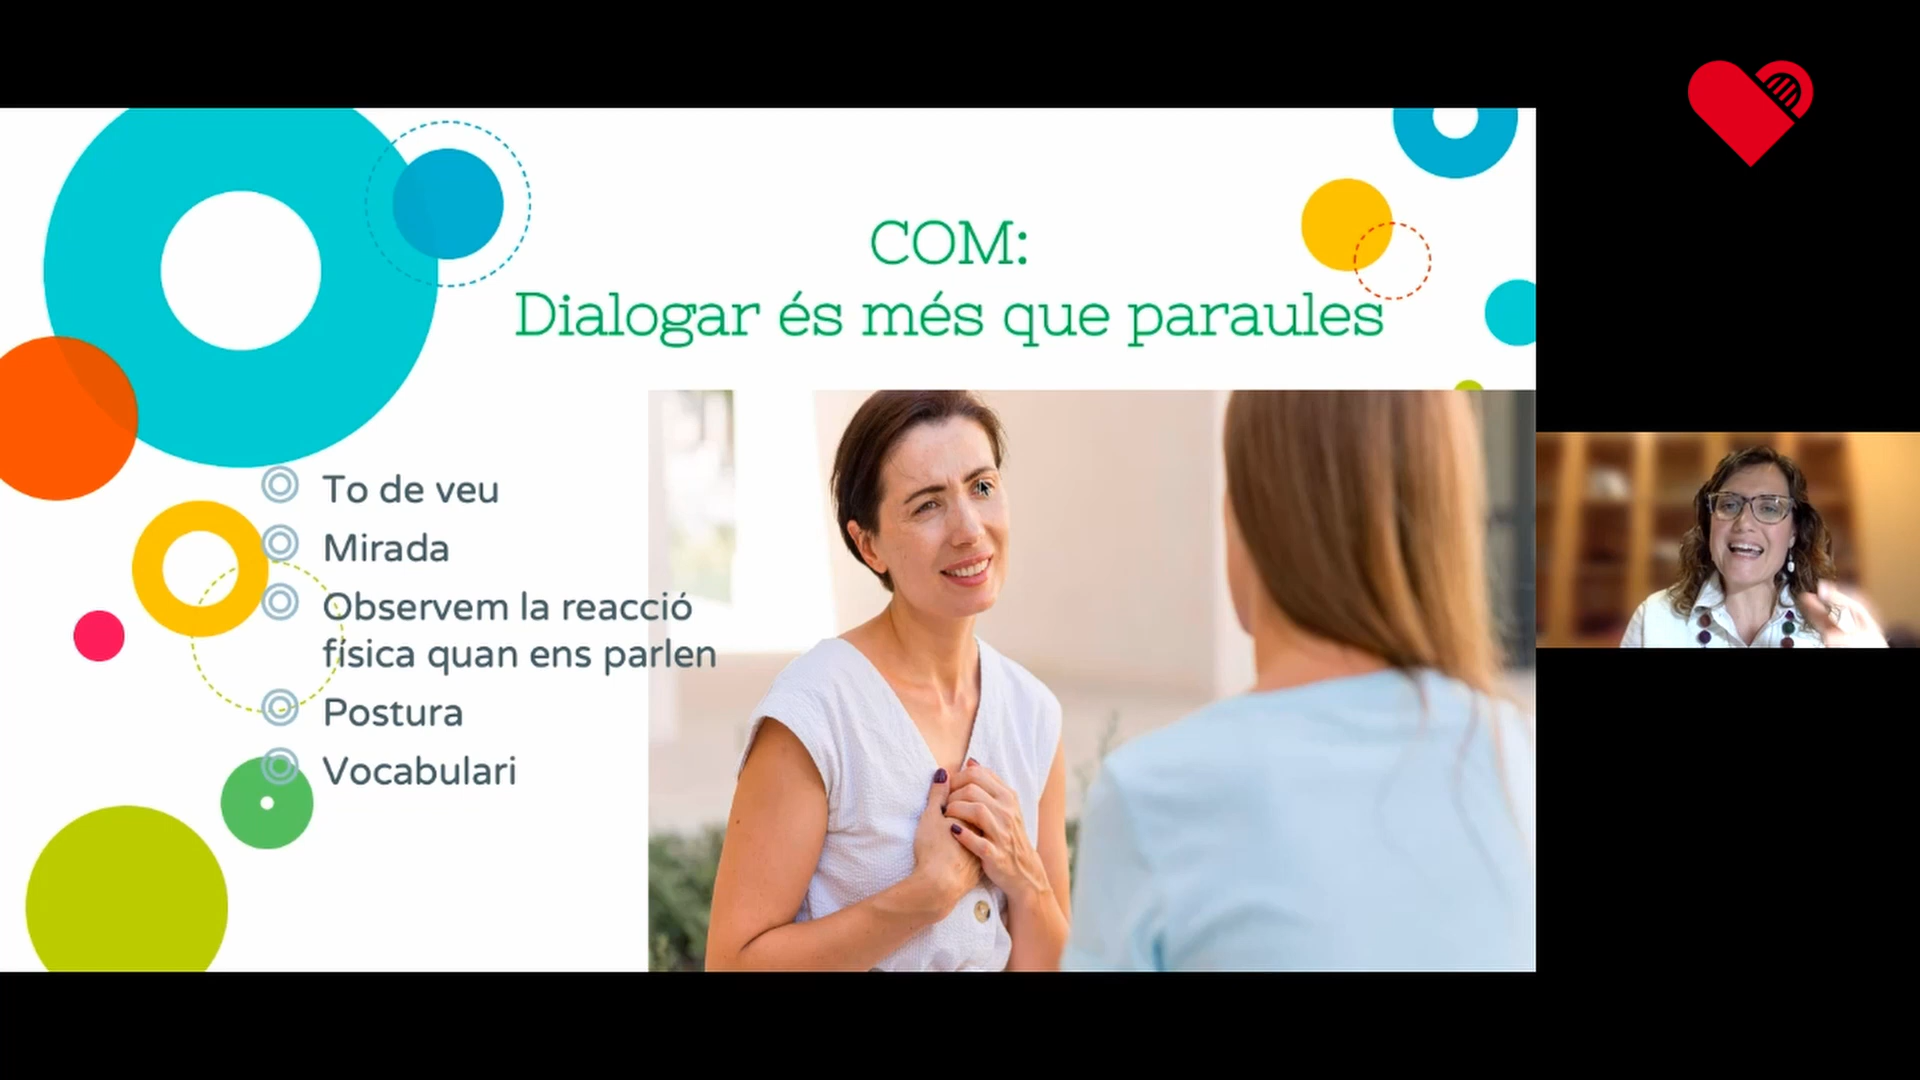 COM:
Dialogar és més que paraules
To de veu
Mirada
Observem la reacció
física quan ens parlen
Postura
Vocabulari